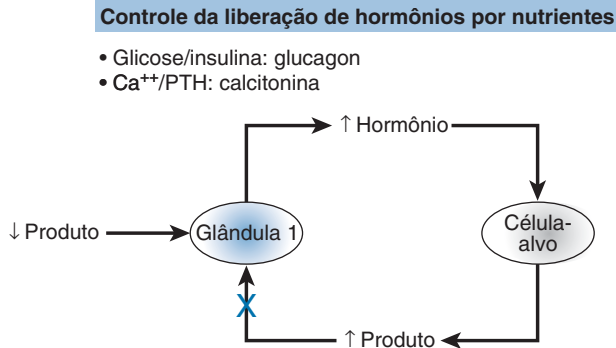 Controle da liberação de hormônios por nutrientes
• Glicose/insulina: glucagon
• Ca⁺⁺/PTH: calcitonina
↑ Hormônio
↓ Produto
Glândula 1
Célula-
alvo
X
↑ Produto